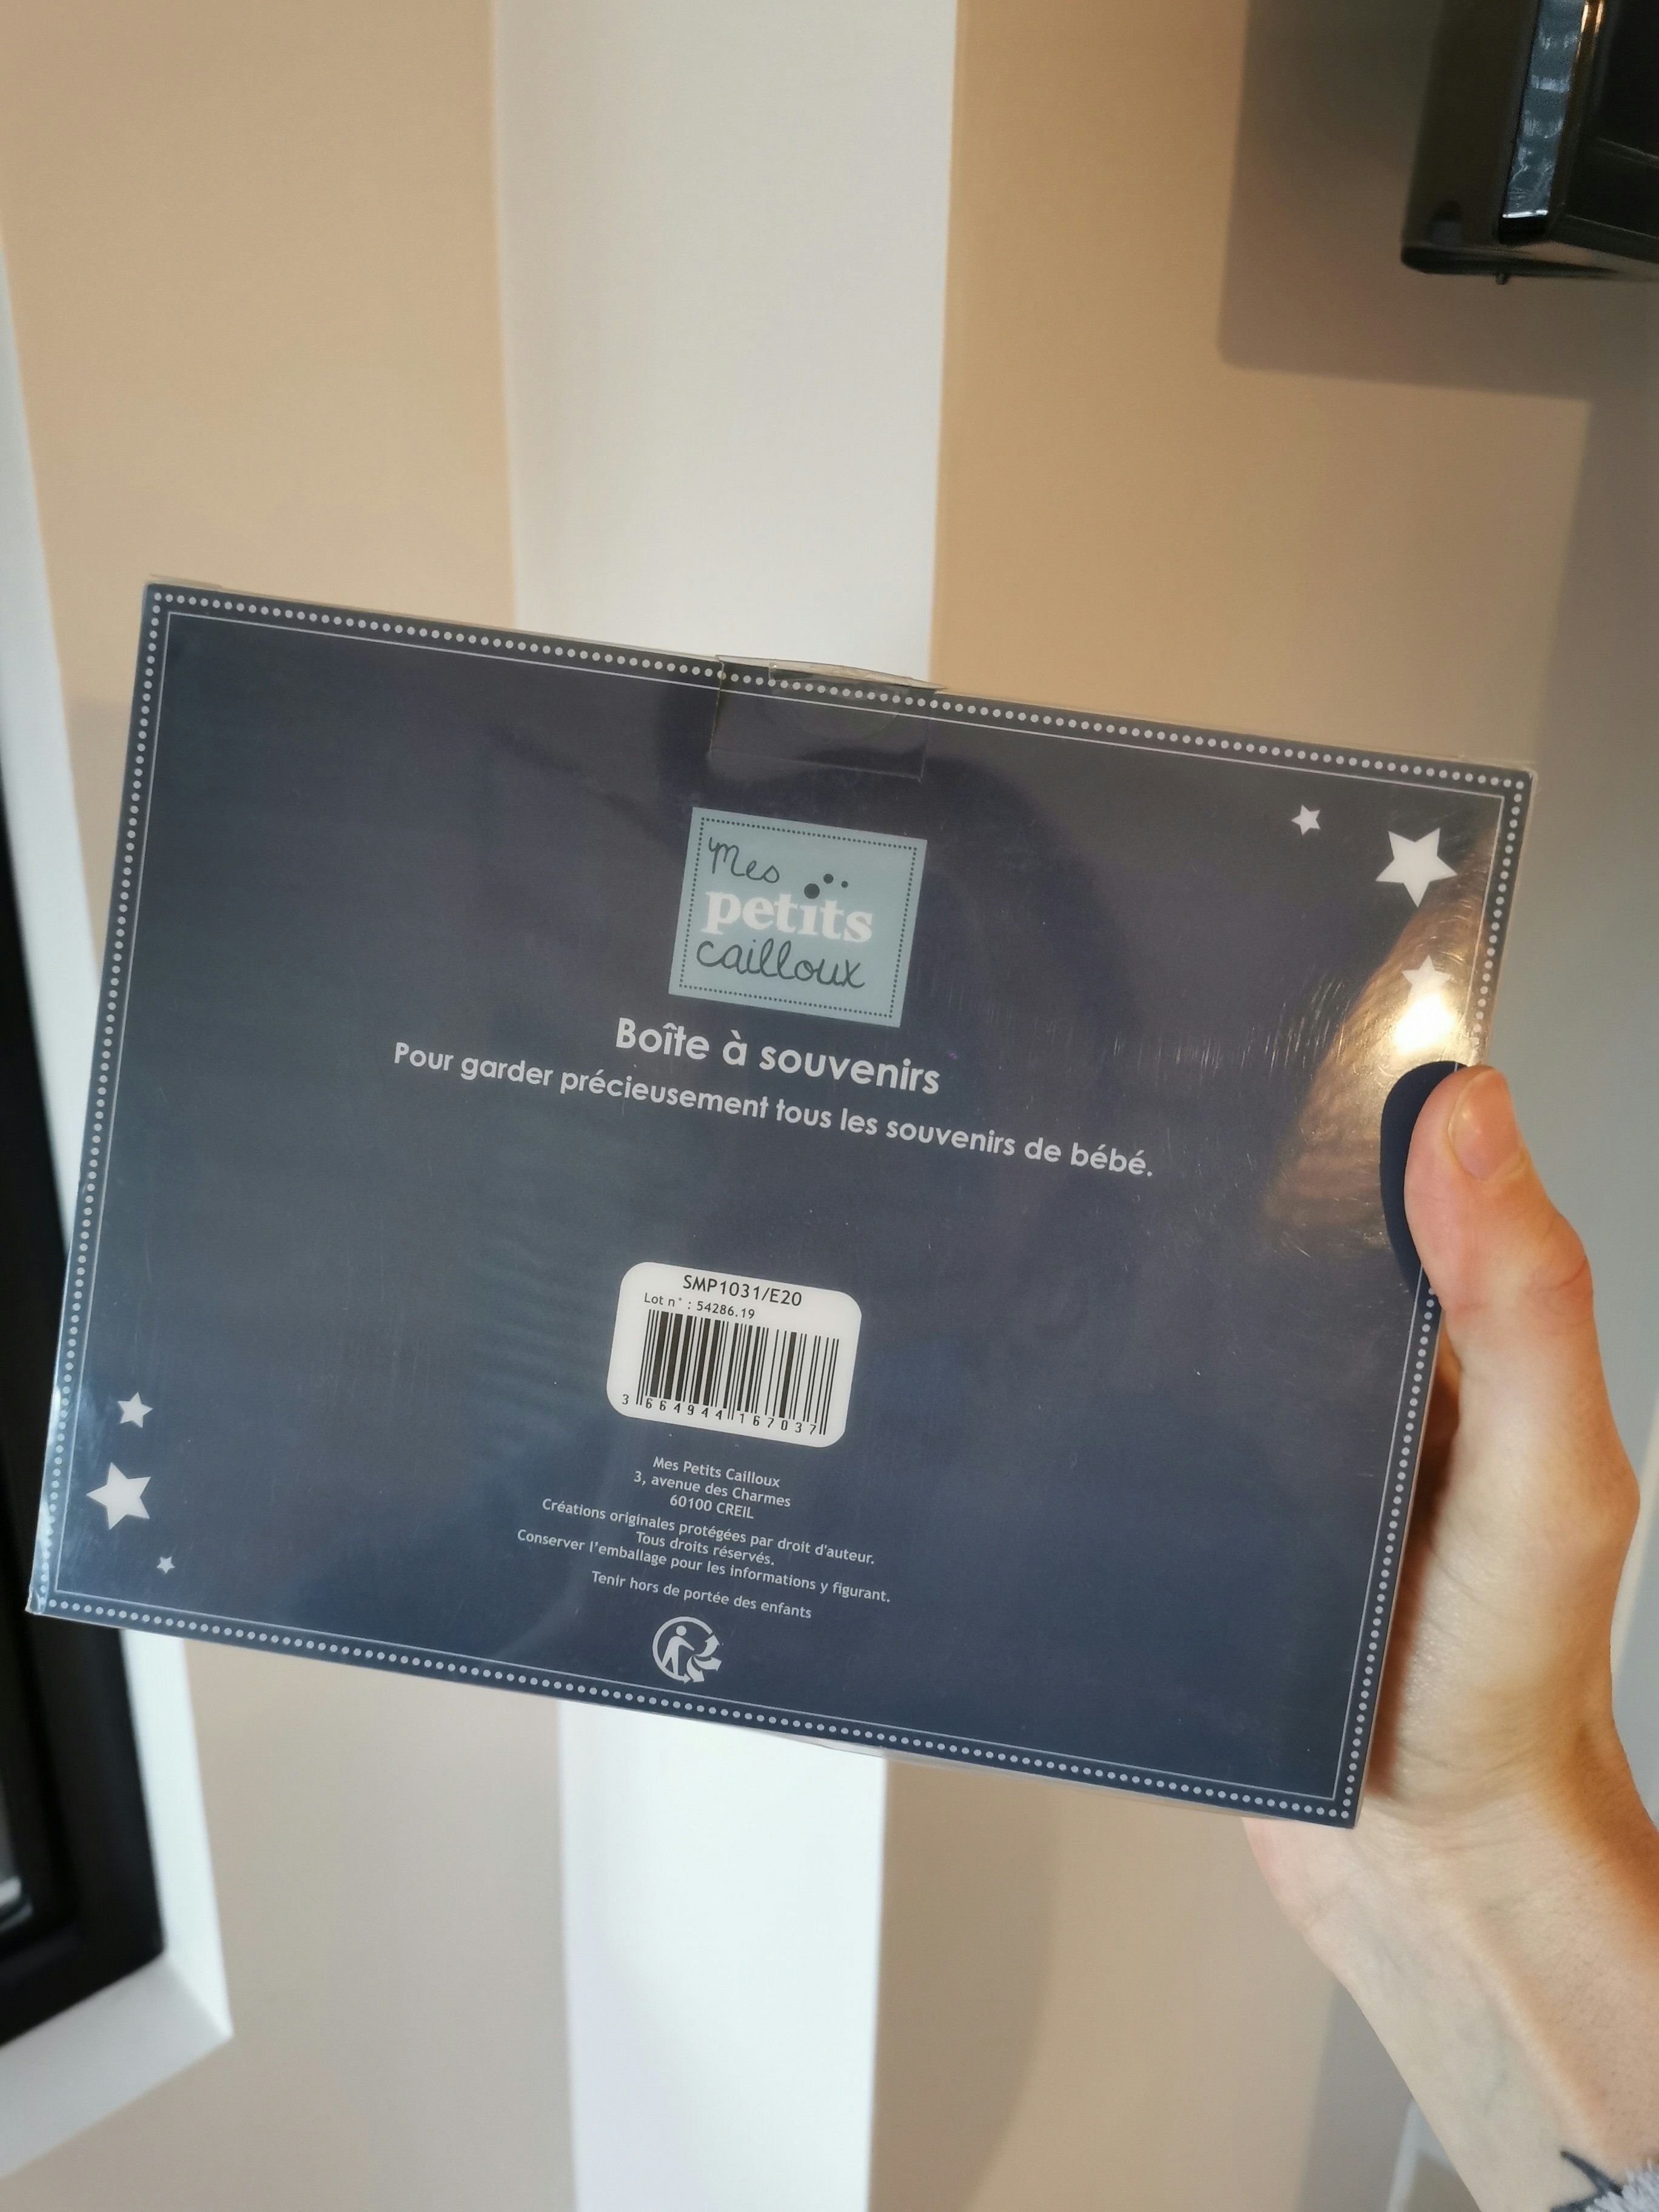 Mes
petits
cailloux
Boîte à souvenirs
Pour garder précieusement tous les souvenirs de bébé.
SMP1031/E20
Lot n° : 54286.19
3 664944 167037
Mes Petits Cailloux
3, avenue des Charmes
60100 CREIL
Créations originales protégées par droit d'auteur.
Tous droits réservés.
Conserver l'emballage pour les informations y figurant.
Tenir hors de portée des enfants